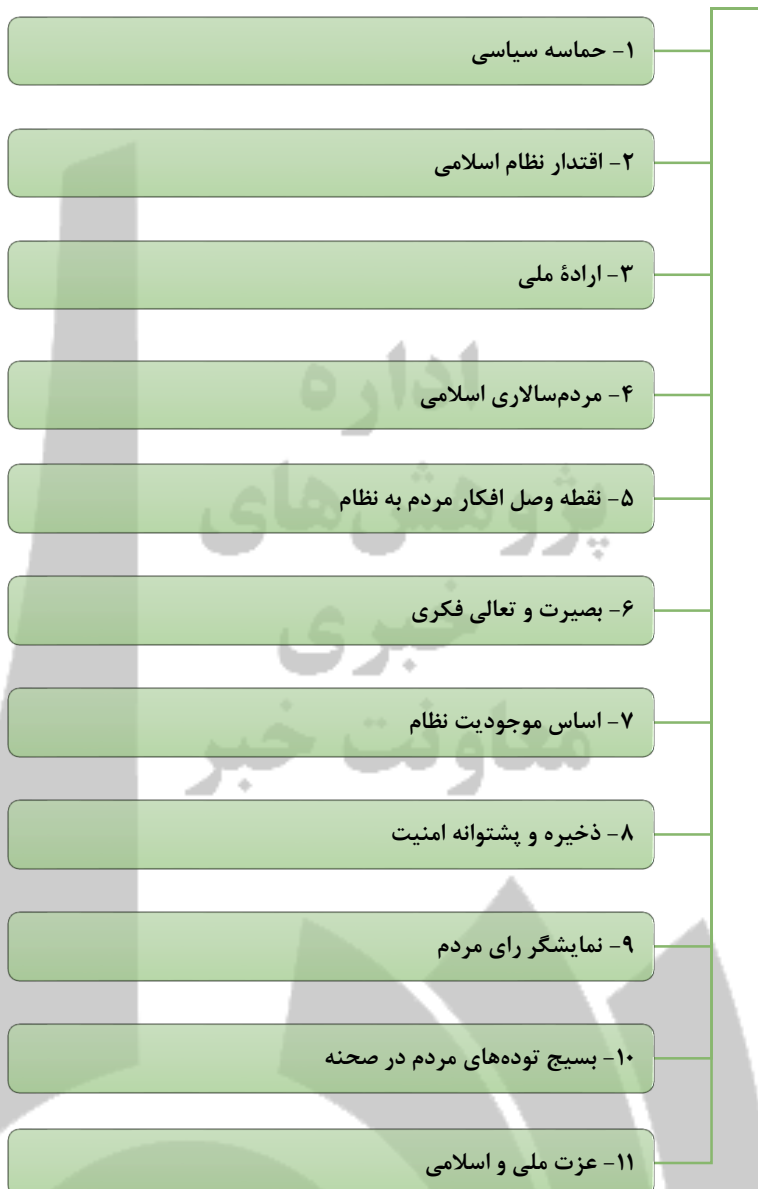 ۱- حماسه سیاسی
۲- اقتدار نظام اسلامی
۳- ارادهٔ ملی
۴- مردم‌سالاری اسلامی
۵- نقطه وصل افکار مردم به نظام
۶- بصیرت و تعالی فکری
۷- اساس موجودیت نظام
۸- ذخیره و پشتوانه امنیت
۹- نمایشگر رای مردم
۱۰- بسیج توده‌های مردم در صحنه
۱۱- عزت ملی و اسلامی
اداره
پژوهش‌های
خبری
معاونت خبر